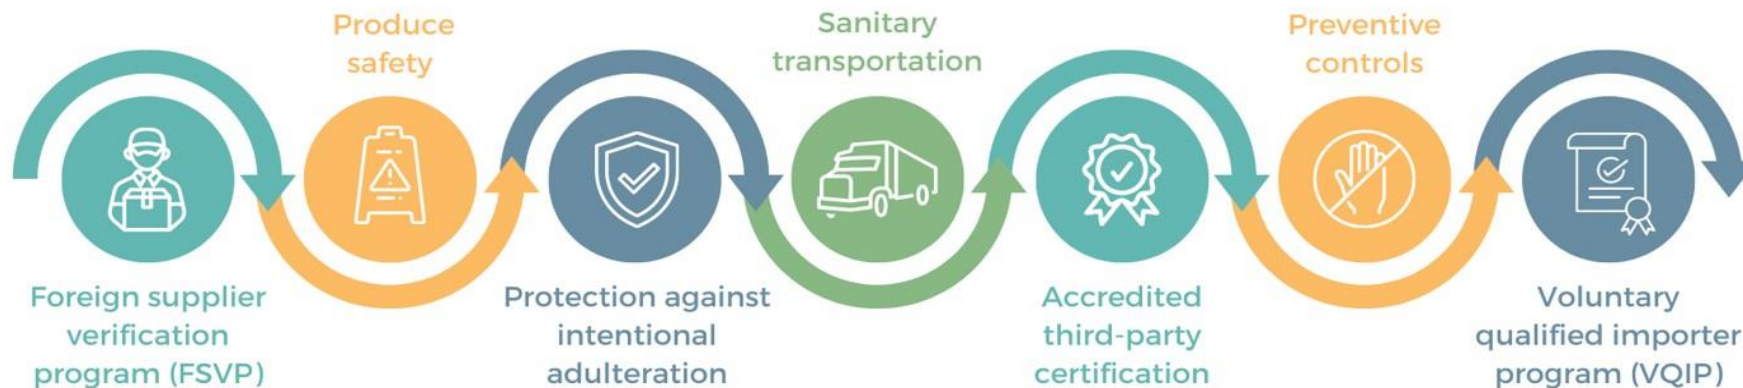 Foreign supplier
verification
program (FSVP)
Produce
safety
Protection against
intentional
adulteration
Sanitary
transportation
Accredited
third-party
certification
Preventive
controls
Voluntary
qualified importer
program (VQIP)